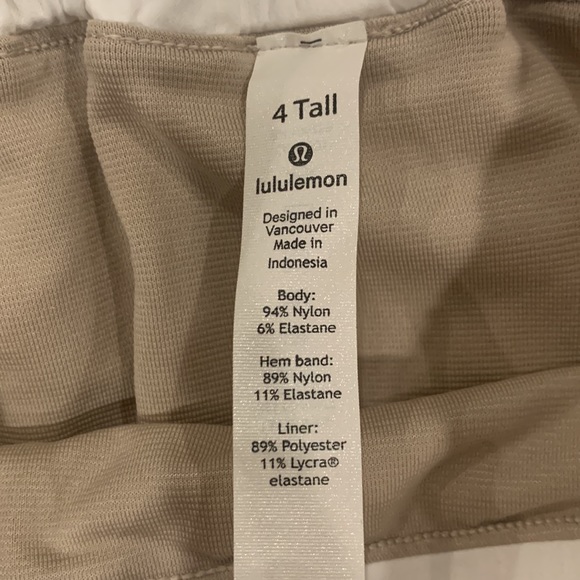 4 Tall
lululemon
Designed in
Vancouver
Made in
Indonesia
Body:
94% Nylon
6% Elastane
Hem band:
89% Nylon
11% Elastane
Liner:
89% Polyester
11% Lycra®
elastane